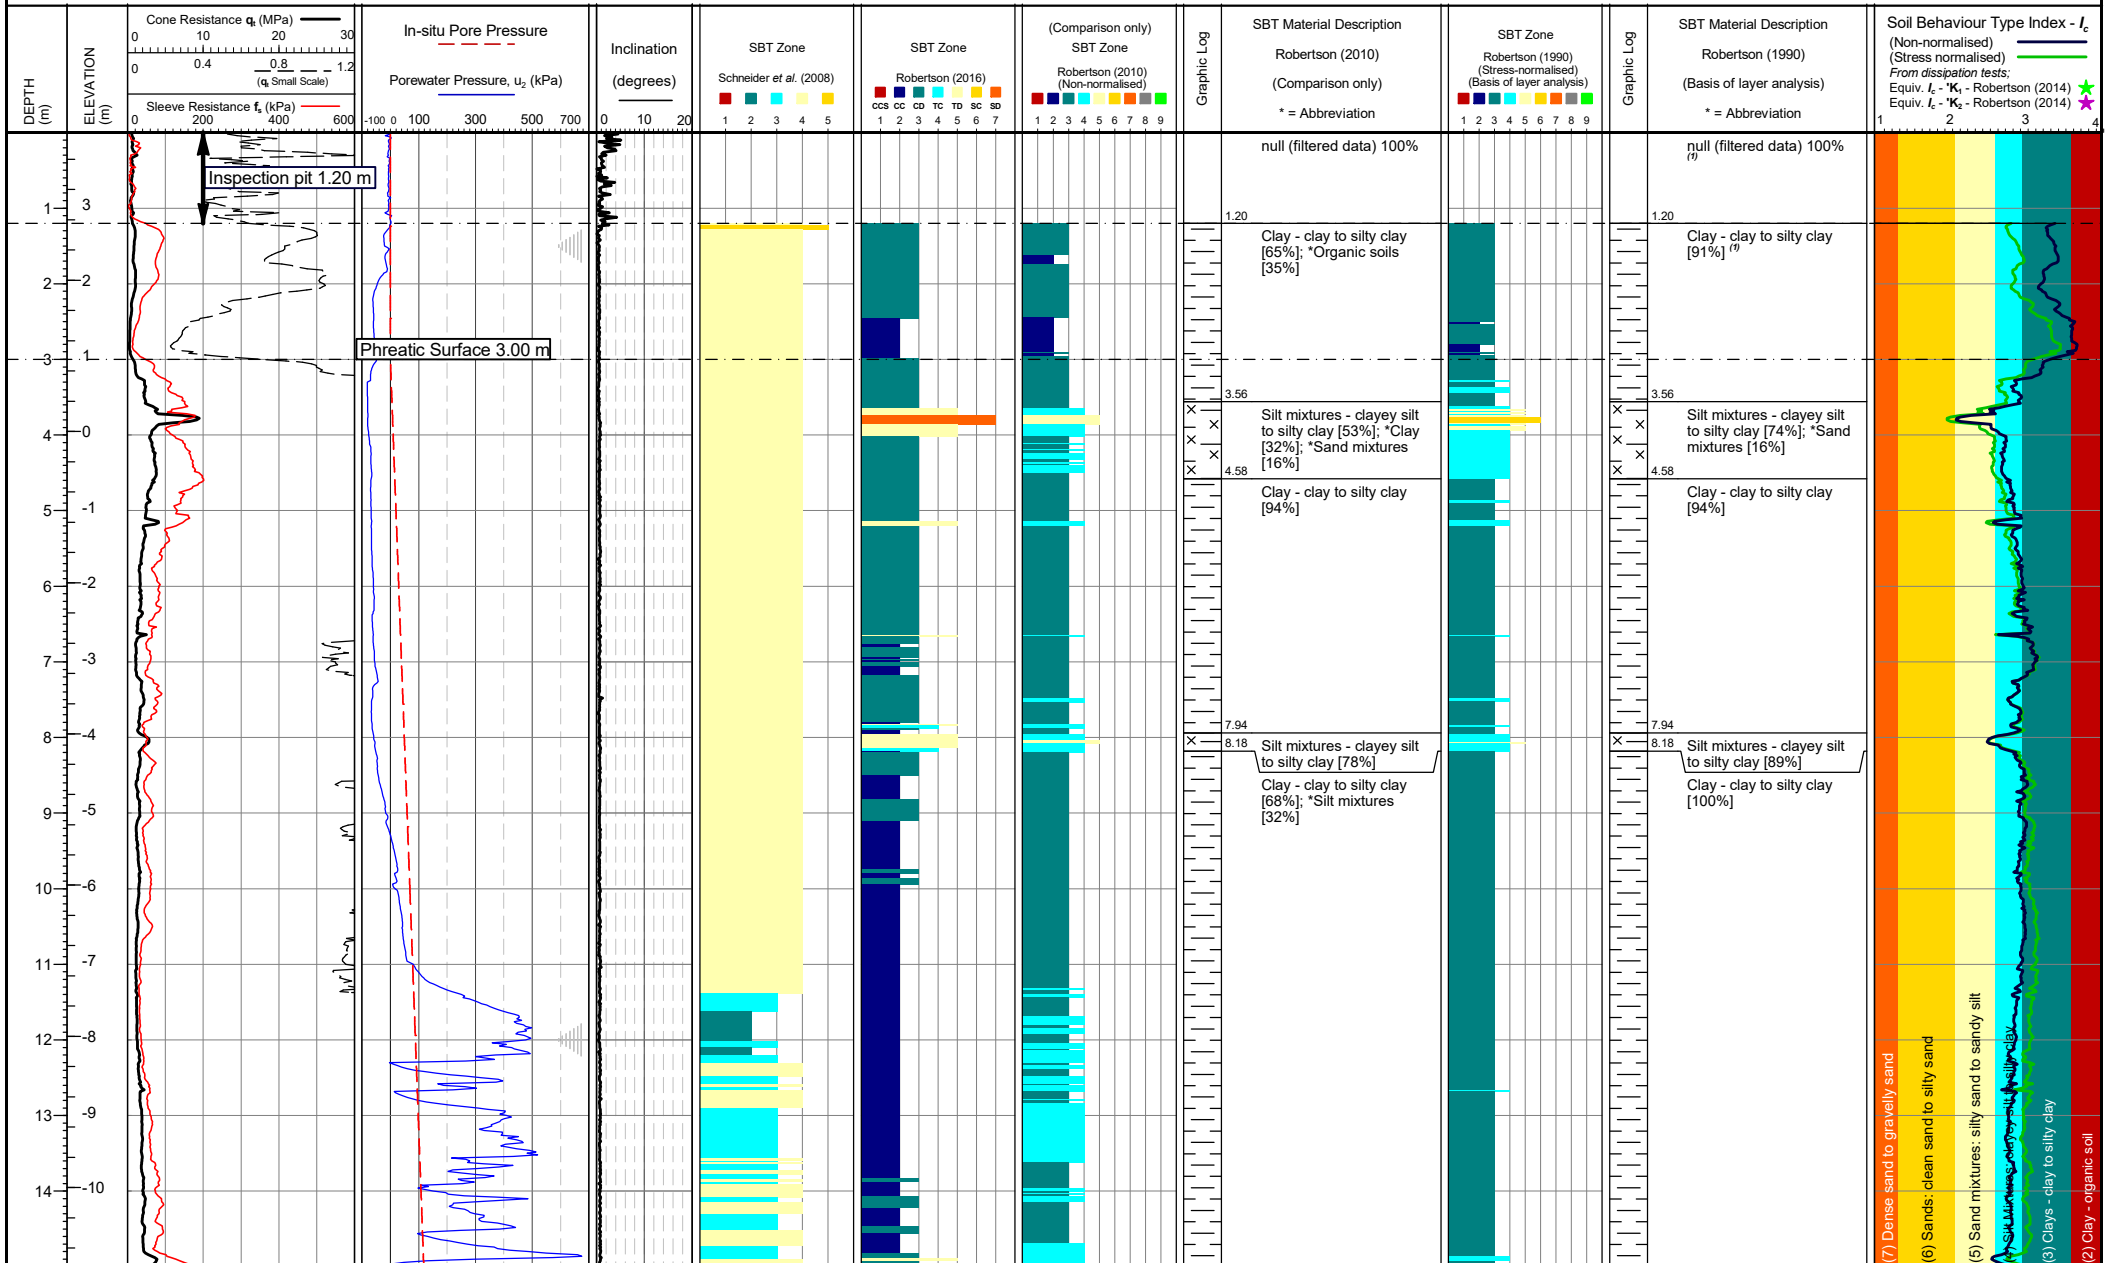 DEPTH
(m)
ELEVATION
(m)
Cone Resistance qt (MPa)
0 10 20 30
0 0.4 0.8 1.2
(qt Small Scale)
Sleeve Resistance fs (kPa)
0 200 400 600
In-situ Pore Pressure
Porewater Pressure, u2 (kPa)
-100 0 100 300 500 700
Inclination
(degrees)
0 10 20
SBT Zone
Schneider et al. (2008)
1 2 3 4 5
SBT Zone
Robertson (2016)
CCS CC CD TC TD SC SD
1 2 3 4 5 6 7
(Comparison only)
SBT Zone
Robertson (2010)
(Non-normalised)
1 2 3 4 5 6 7 8 9
Graphic Log
SBT Material Description
Robertson (2010)
(Comparison only)
* = Abbreviation
SBT Zone
Robertson (1990)
(Stress-normalised)
(Basis of layer analysis)
1 2 3 4 5 6 7 8 9
Graphic Log
SBT Material Description
Robertson (1990)
(Basis of layer analysis)
* = Abbreviation
Soil Behaviour Type Index - Ic
(Non-normalised)
(Stress normalised)
From dissipation tests;
Equiv. Ic - 'K1 - Robertson (2014)
Equiv. Ic - 'K2 - Robertson (2014)
1 2 3 4
Inspection pit 1.20 m
Phreatic Surface 3.00 m
1
2
3
4
5
6
7
8
9
10
11
12
13
14
3
2
1
0
-1
-2
-3
-4
-5
-6
-7
-8
-9
-10
null (filtered data) 100%
1.20
Clay - clay to silty clay
[65%]; *Organic soils
[35%]
3.56
Silt mixtures - clayey silt
to silty clay [53%]; *Clay
[32%]; *Sand mixtures
[16%]
4.58
Clay - clay to silty clay
[94%]
7.94
8.18
Silt mixtures - clayey silt
to silty clay [78%]
Clay - clay to silty clay
[68%]; *Silt mixtures
[32%]
null (filtered data) 100%
(1)
1.20
Clay - clay to silty clay
[91%] (1)
3.56
Silt mixtures - clayey silt
to silty clay [74%]; *Sand
mixtures [16%]
4.58
Clay - clay to silty clay
[94%]
7.94
8.18
Silt mixtures - clayey silt
to silty clay [89%]
Clay - clay to silty clay
[100%]
(7) Dense sand to gravelly sand
(6) Sands: clean sand to silty sand
(5) Sand mixtures: silty sand to sandy silt
(4) Silt Mixtures: clayey silt to silty clay
(3) Clays - clay to silty clay
(2) Clay - organic soil